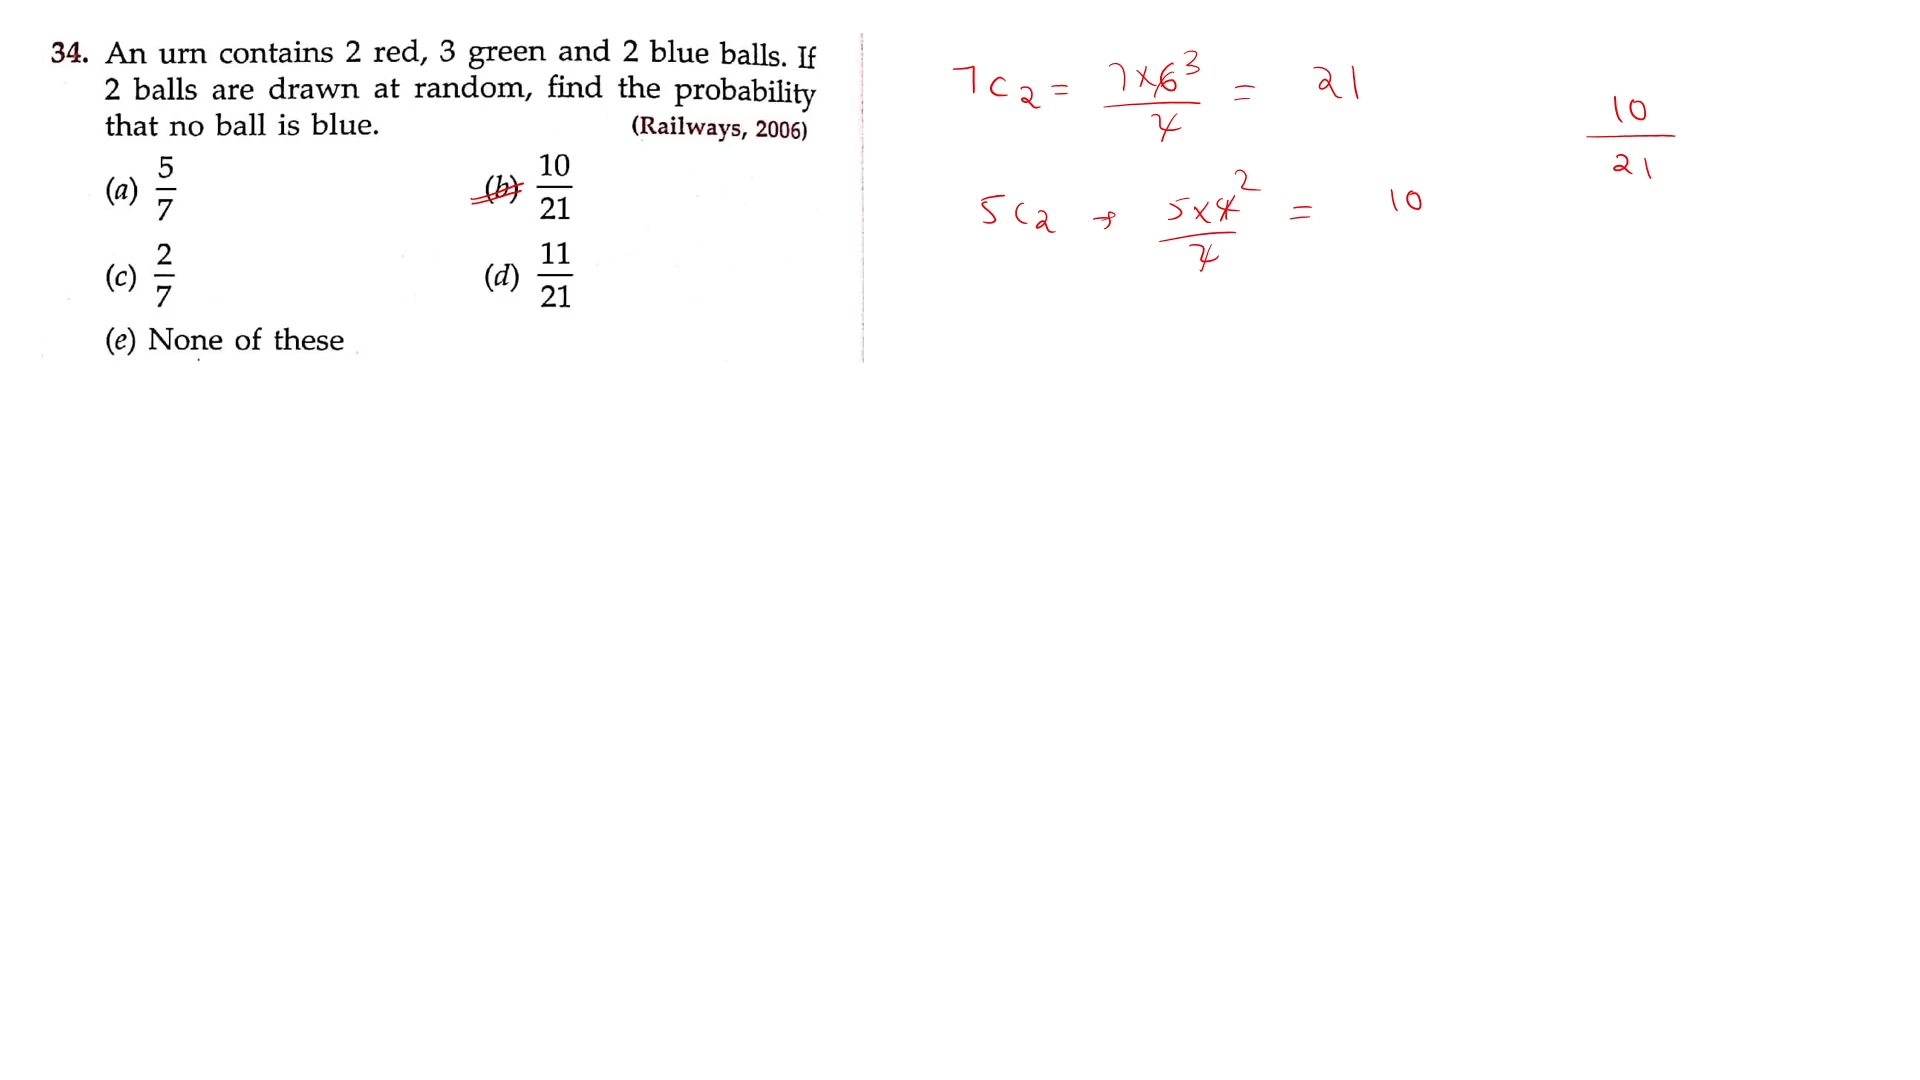 34. An urn contains 2 red, 3 green and 2 blue balls. If
2 balls are drawn at random, find the probability
that no ball is blue. (Railways, 2006)
(a) 5/7 (b) 10/21
(c) 2/7 (d) 11/21
(e) None of these
7C2 = 7×6 3 / 2 = 21
5C2 → 5×4 2 / 2 = 10
10/21